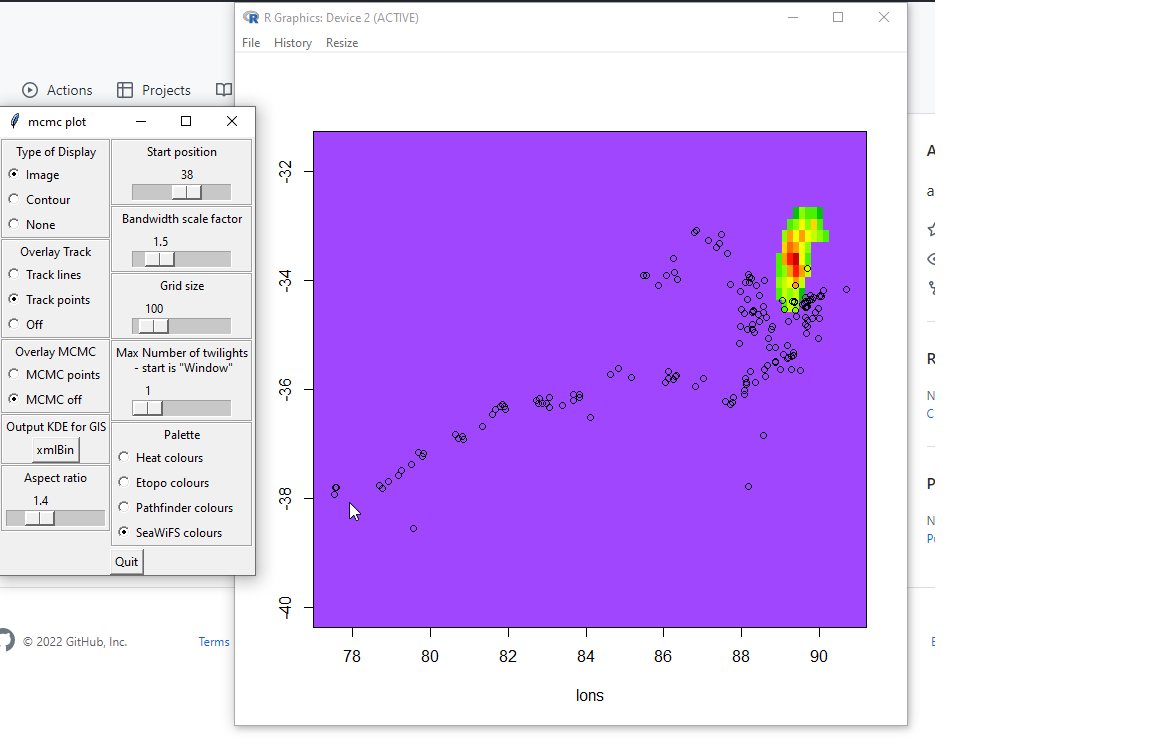 R Graphics: Device 2 (ACTIVE)
File History Resize
Actions Projects
mcmc plot
Type of Display
Image
Contour
None
Overlay Track
Track lines
Track points
Off
Overlay MCMC
MCMC points
MCMC off
Output KDE for GIS
xmlBin
Aspect ratio
1.4
Start position
38
Bandwidth scale factor
1.5
Grid size
100
Max Number of twilights
- start is "Window"
1
Palette
Heat colours
Etopo colours
Pathfinder colours
SeaWiFS colours
Quit
-32
-34
-36
-38
-40
78 80 82 84 86 88 90
lons
A
a
R
N
C
P
N
© 2022 GitHub, Inc. Terms